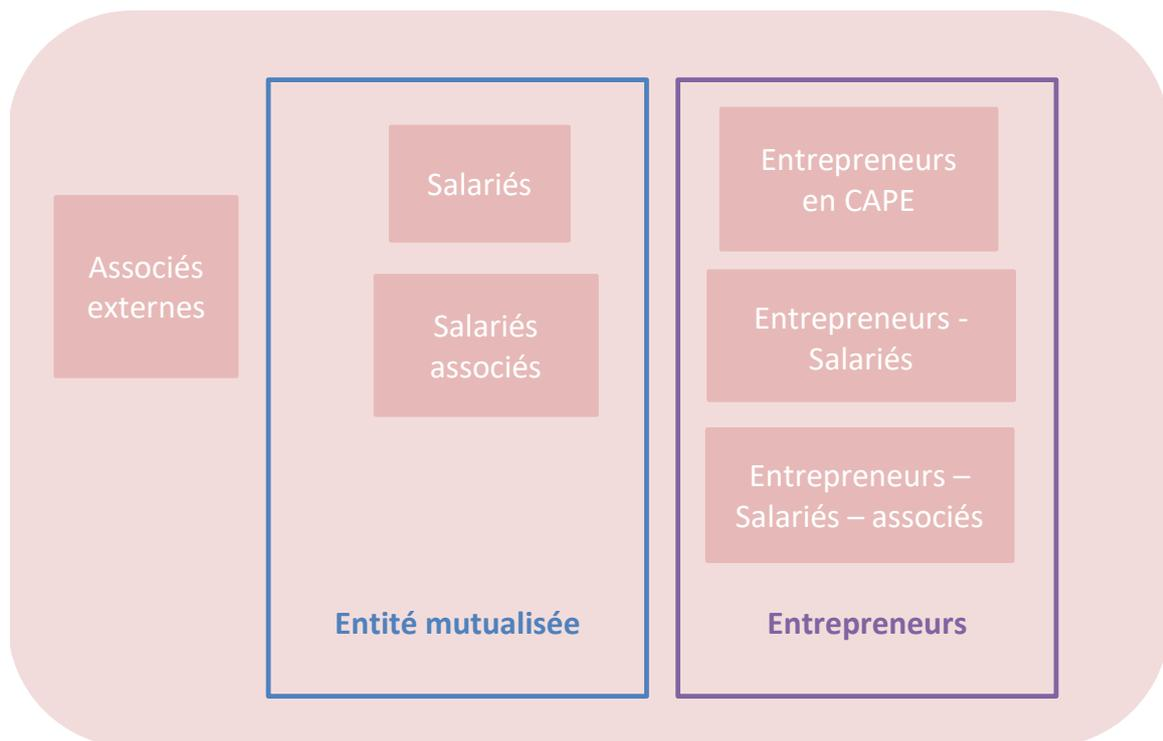 Associés
externes
Salariés
Salariés
associés
Entité mutualisée
Entrepreneurs
en CAPE
Entrepreneurs -
Salariés
Entrepreneurs –
Salariés – associés
Entrepreneurs